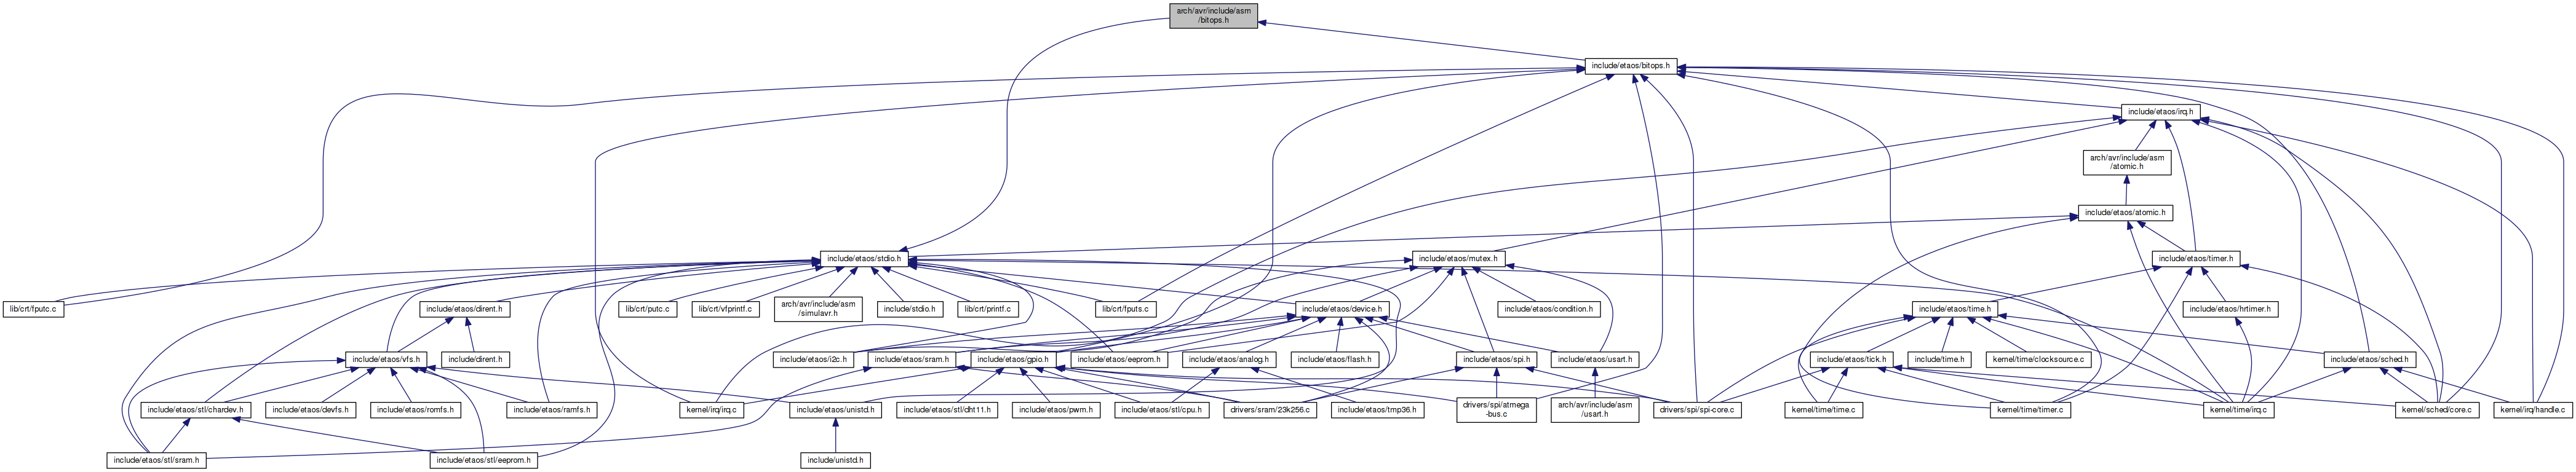 arch/avr/include/asm
/bitops.h
include/etaos/bitops.h
include/etaos/irq.h
arch/avr/include/asm
/atomic.h
include/etaos/atomic.h
include/etaos/stdio.h
include/etaos/mutex.h
include/etaos/timer.h
lib/crt/fputc.c
include/etaos/dirent.h
lib/crt/putc.c
lib/crt/vfprintf.c
arch/avr/include/asm
/simulavr.h
include/stdio.h
lib/crt/printf.c
lib/crt/fputs.c
include/etaos/device.h
include/etaos/condition.h
include/etaos/time.h
include/etaos/hrtimer.h
include/etaos/vfs.h
include/dirent.h
include/etaos/i2c.h
include/etaos/sram.h
include/etaos/gpio.h
include/etaos/eeprom.h
include/etaos/analog.h
include/etaos/flash.h
include/etaos/spi.h
include/etaos/usart.h
include/etaos/tick.h
include/time.h
kernel/time/clocksource.c
include/etaos/sched.h
include/etaos/stl/chardev.h
include/etaos/devfs.h
include/etaos/romfs.h
include/etaos/ramfs.h
kernel/irq/irq.c
include/etaos/unistd.h
include/etaos/stl/dht11.h
include/etaos/pwm.h
include/etaos/stl/cpu.h
drivers/sram/23k256.c
include/etaos/tmp36.h
drivers/spi/atmega
-bus.c
arch/avr/include/asm
/usart.h
drivers/spi/spi-core.c
kernel/time/time.c
kernel/time/timer.c
kernel/time/irq.c
kernel/sched/core.c
kernel/irq/handle.c
include/etaos/stl/sram.h
include/etaos/stl/eeprom.h
include/unistd.h